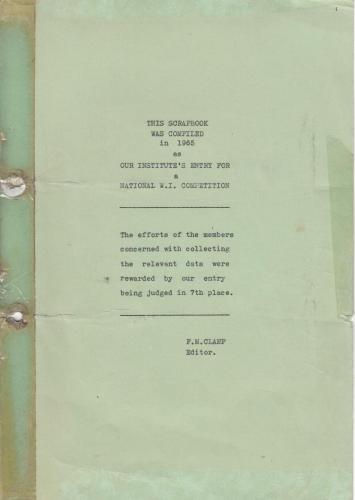 THIS SCRAPBOOK
WAS COMPILED
in 1965
as
OUR INSTITUTE'S ENTRY FOR
a
NATIONAL W.I. COMPETITION
The efforts of the members
concerned with collecting
the relevant data were
rewarded by our entry
being judged in 7th place.
F.M.CLAMP
Editor.